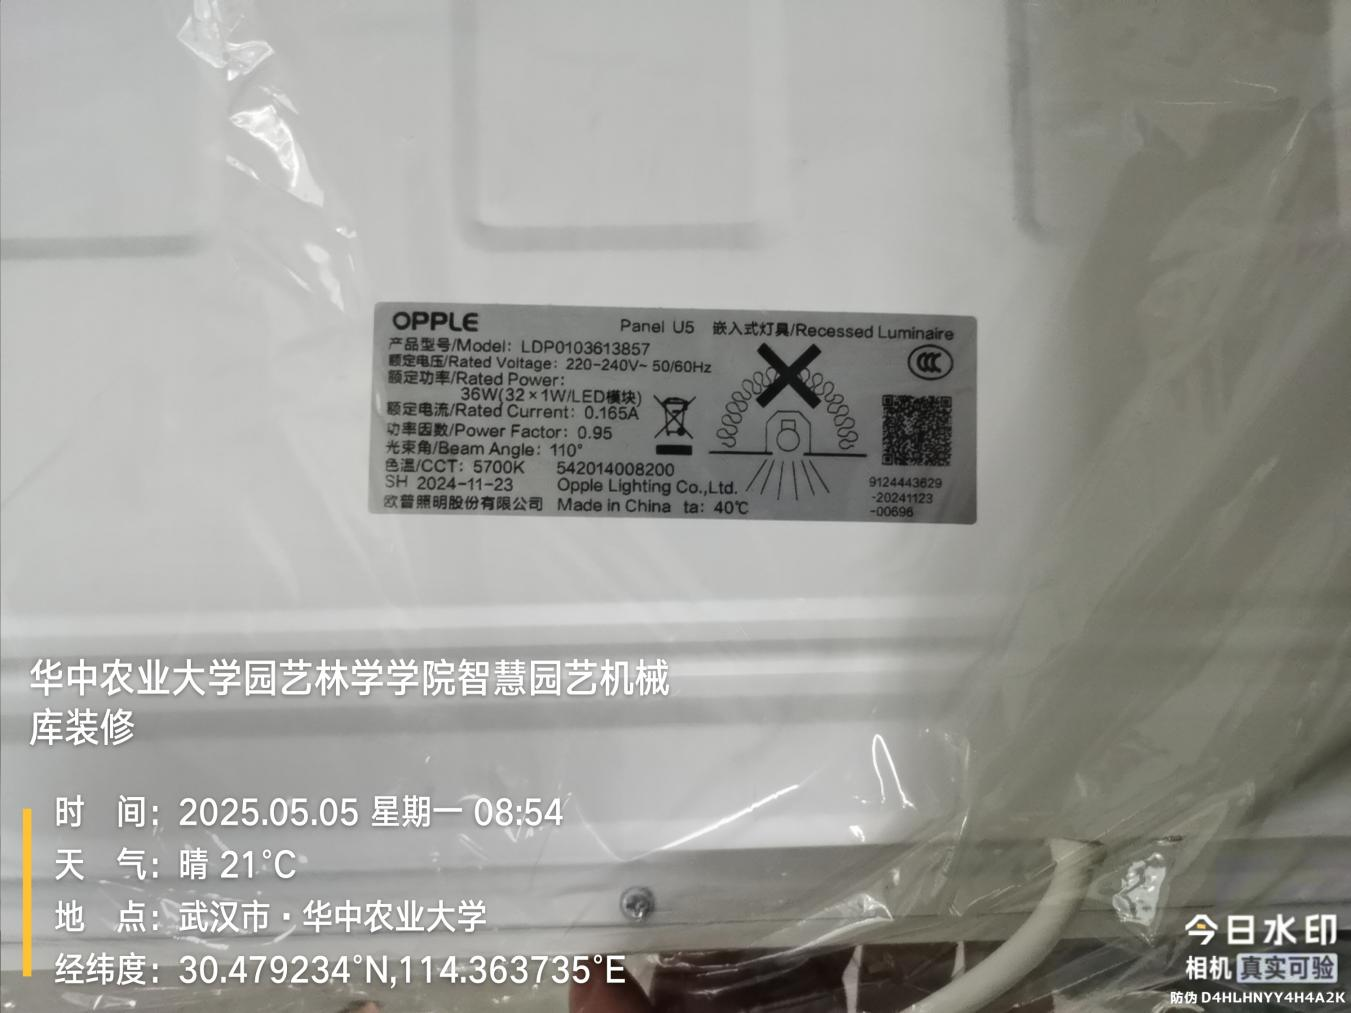 OPPLE
Panel U5 嵌入式灯具/Recessed Luminaire
产品型号/Model: LDP0103613857
额定电压/Rated Voltage: 220-240V~ 50/60Hz
额定功率/Rated Power:
36W(32×1W/LED模块)
额定电流/Rated Current: 0.165A
功率因数/Power Factor: 0.95
光束角/Beam Angle: 110°
色温/CCT: 5700K 542014008200
SH 2024-11-23 Opple Lighting Co.,Ltd.
欧普照明股份有限公司 Made in China ta: 40℃
CCC
9124443629
-20241123
-00696
华中农业大学园艺林学学院智慧园艺机械
库装修
时 间: 2025.05.05 星期一 08:54
天 气: 晴 21°C
地 点: 武汉市·华中农业大学
经纬度: 30.479234°N,114.363735°E
今日水印
相机 真实可验
防伪 D4HLHNYY4H4A2K